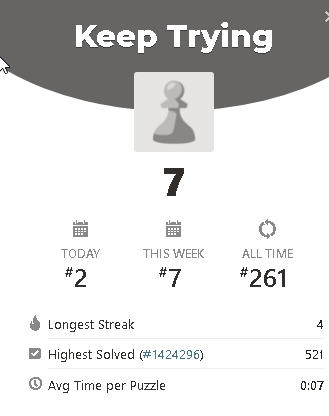 Keep Trying
7
TODAY THIS WEEK ALL TIME
#2 #7 #261
Longest Streak 4
Highest Solved (#1424296) 521
Avg Time per Puzzle 0:07